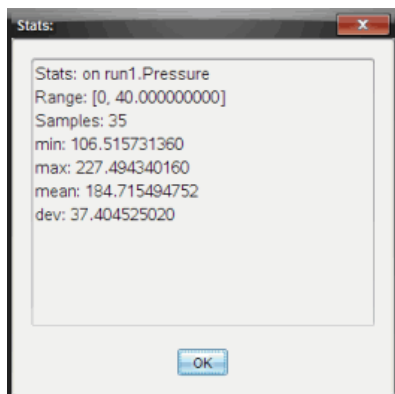 Stats:
Stats: on run1.Pressure
Range: [0, 40.000000000]
Samples: 35
min: 106.515731360
max: 227.494340160
mean: 184.715494752
dev: 37.404525020
OK